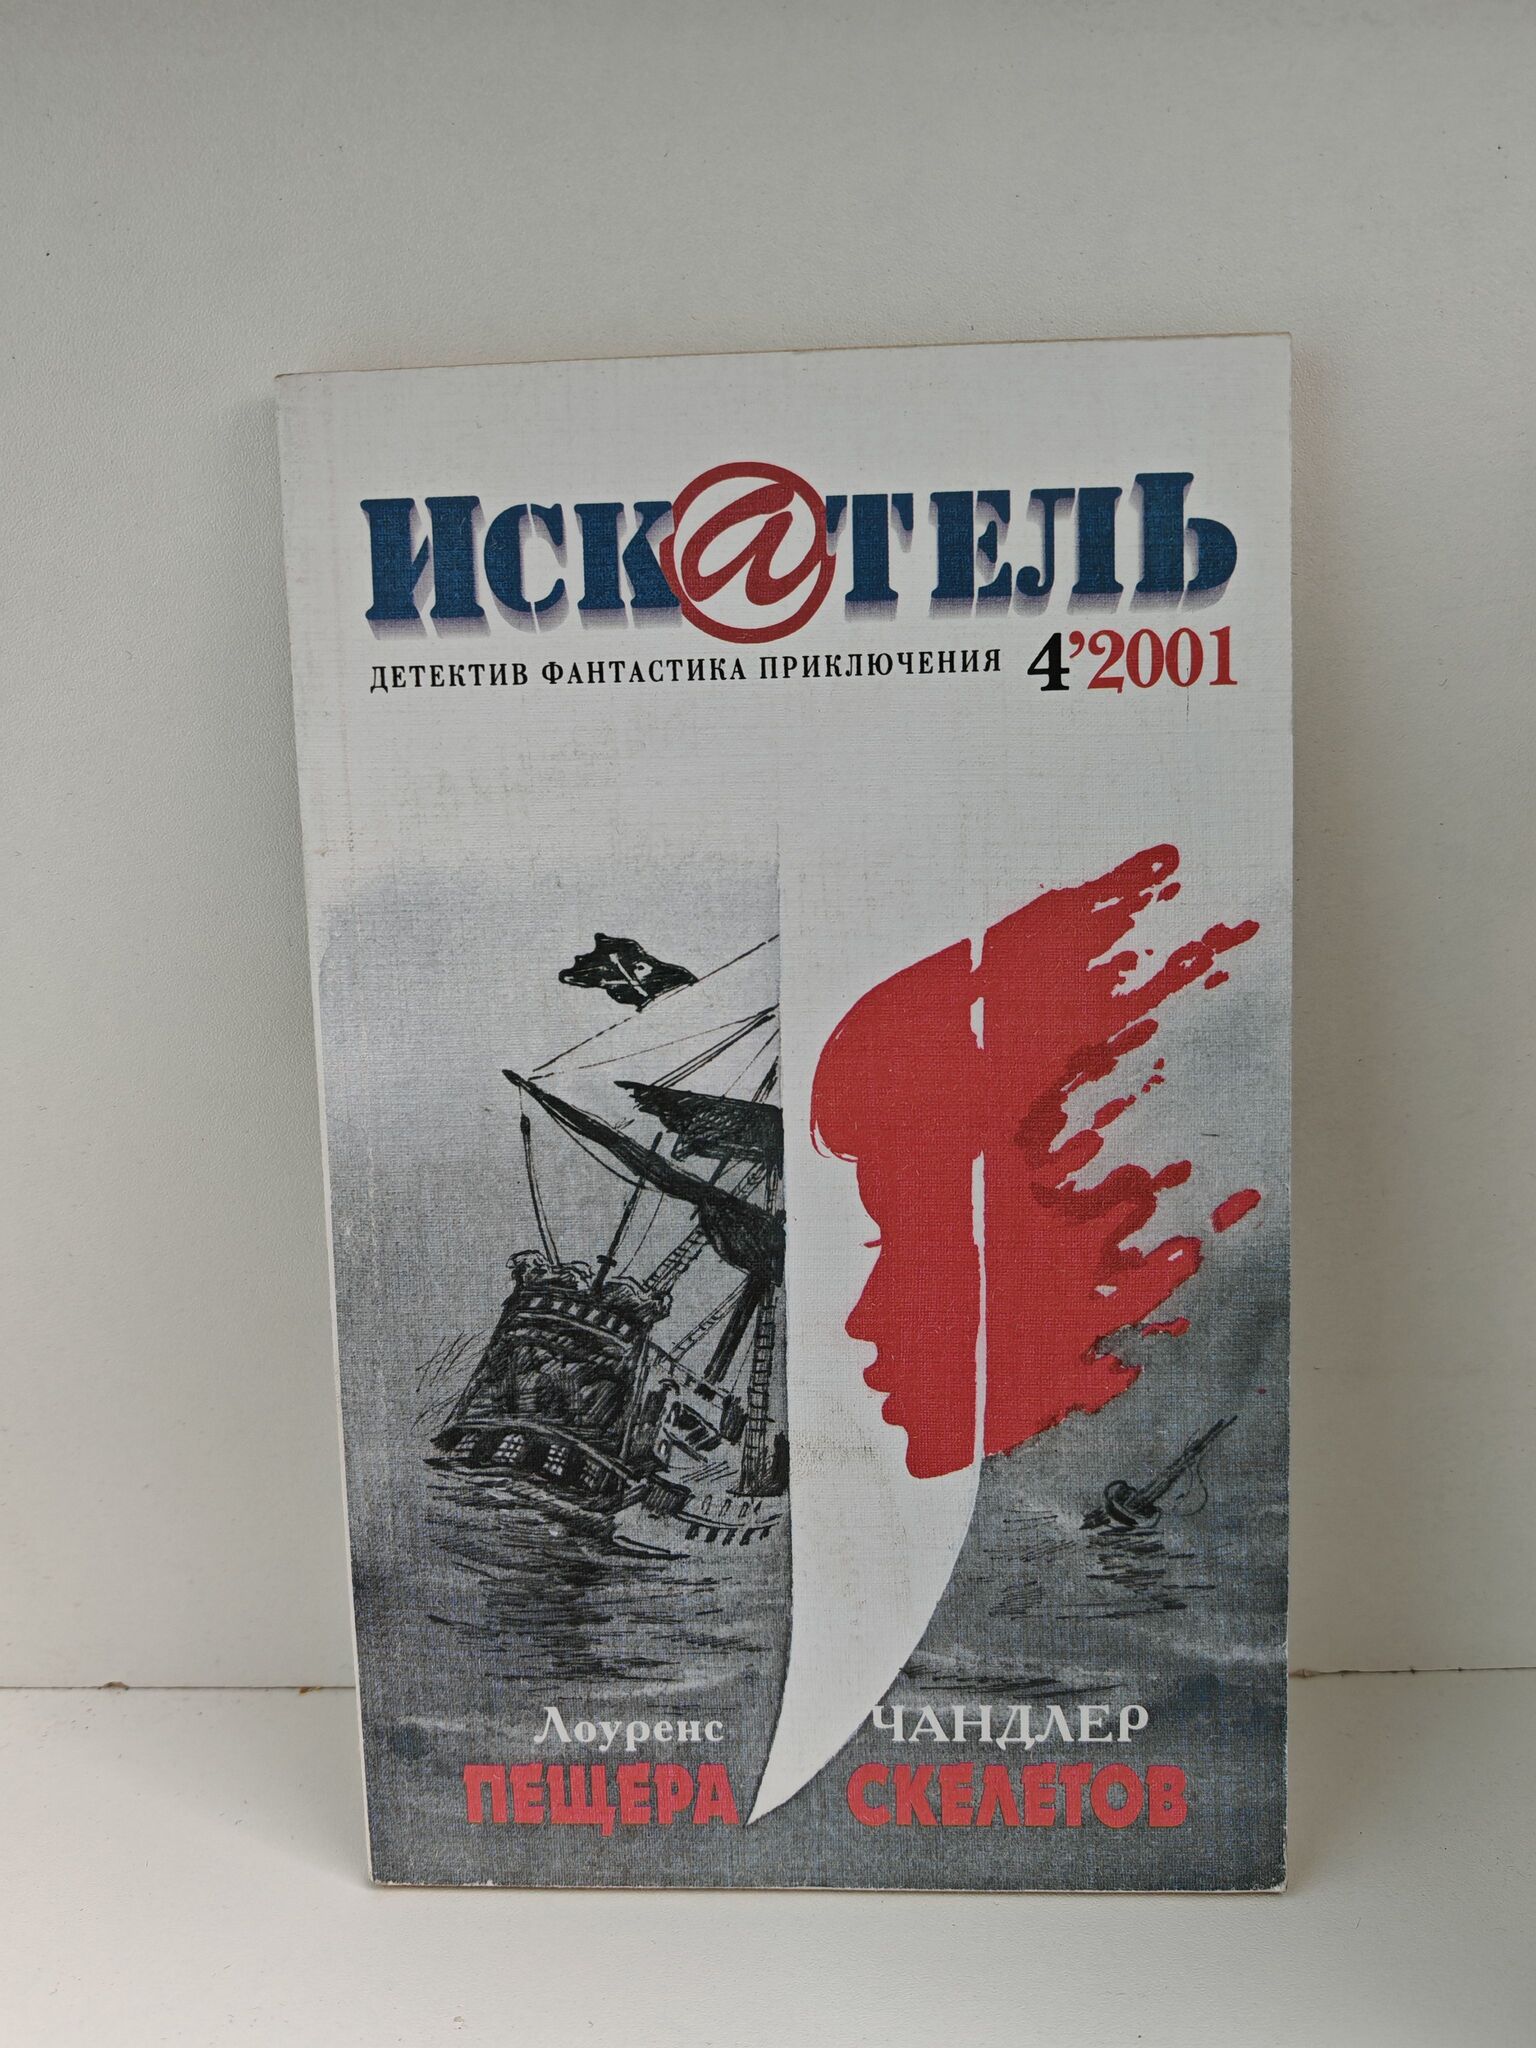 ИСК@ТЕЛЬ
ДЕТЕКТИВ ФАНТАСТИКА ПРИКЛЮЧЕНИЯ 4'2001
Лоуренс ЧАНДЛЕР
ПЕЩЕРА СКЕЛЕТОВ